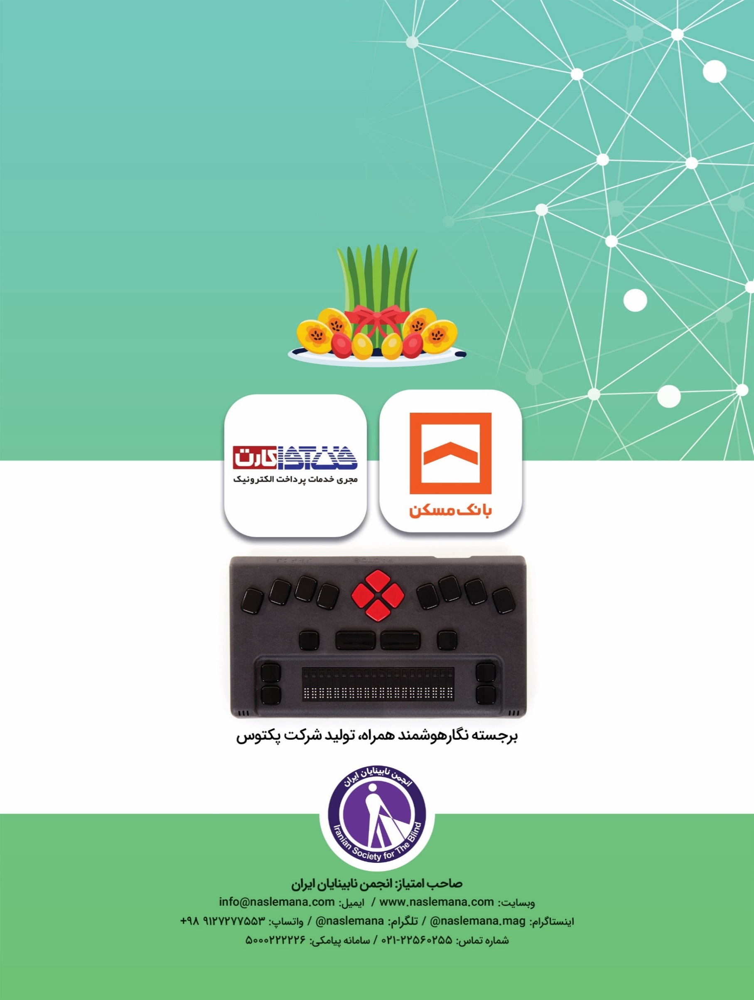 بانک مسکن
فن‌آوا کارت
مجری خدمات پرداخت الکترونیک
PACTOS
برجسته نگارهوشمند همراه، تولید شرکت پکتوس
انجمن نابینایان ایران
Iranian Society for The Blind
صاحب امتیاز: انجمن نابینایان ایران
وبسایت: www.naslemana.com / ایمیل: info@naslemana.com
اینستاگرام: naslemana.mag@ / تلگرام: naslemana@ / واتساپ: ۹۱۲۷۲۷۷۵۵۳ ۹۸+
شماره تماس: ۰۲۱-۲۲۵۶۰۲۵۵ / سامانه پیامکی: ۵۰۰۰۲۲۲۲۲۶